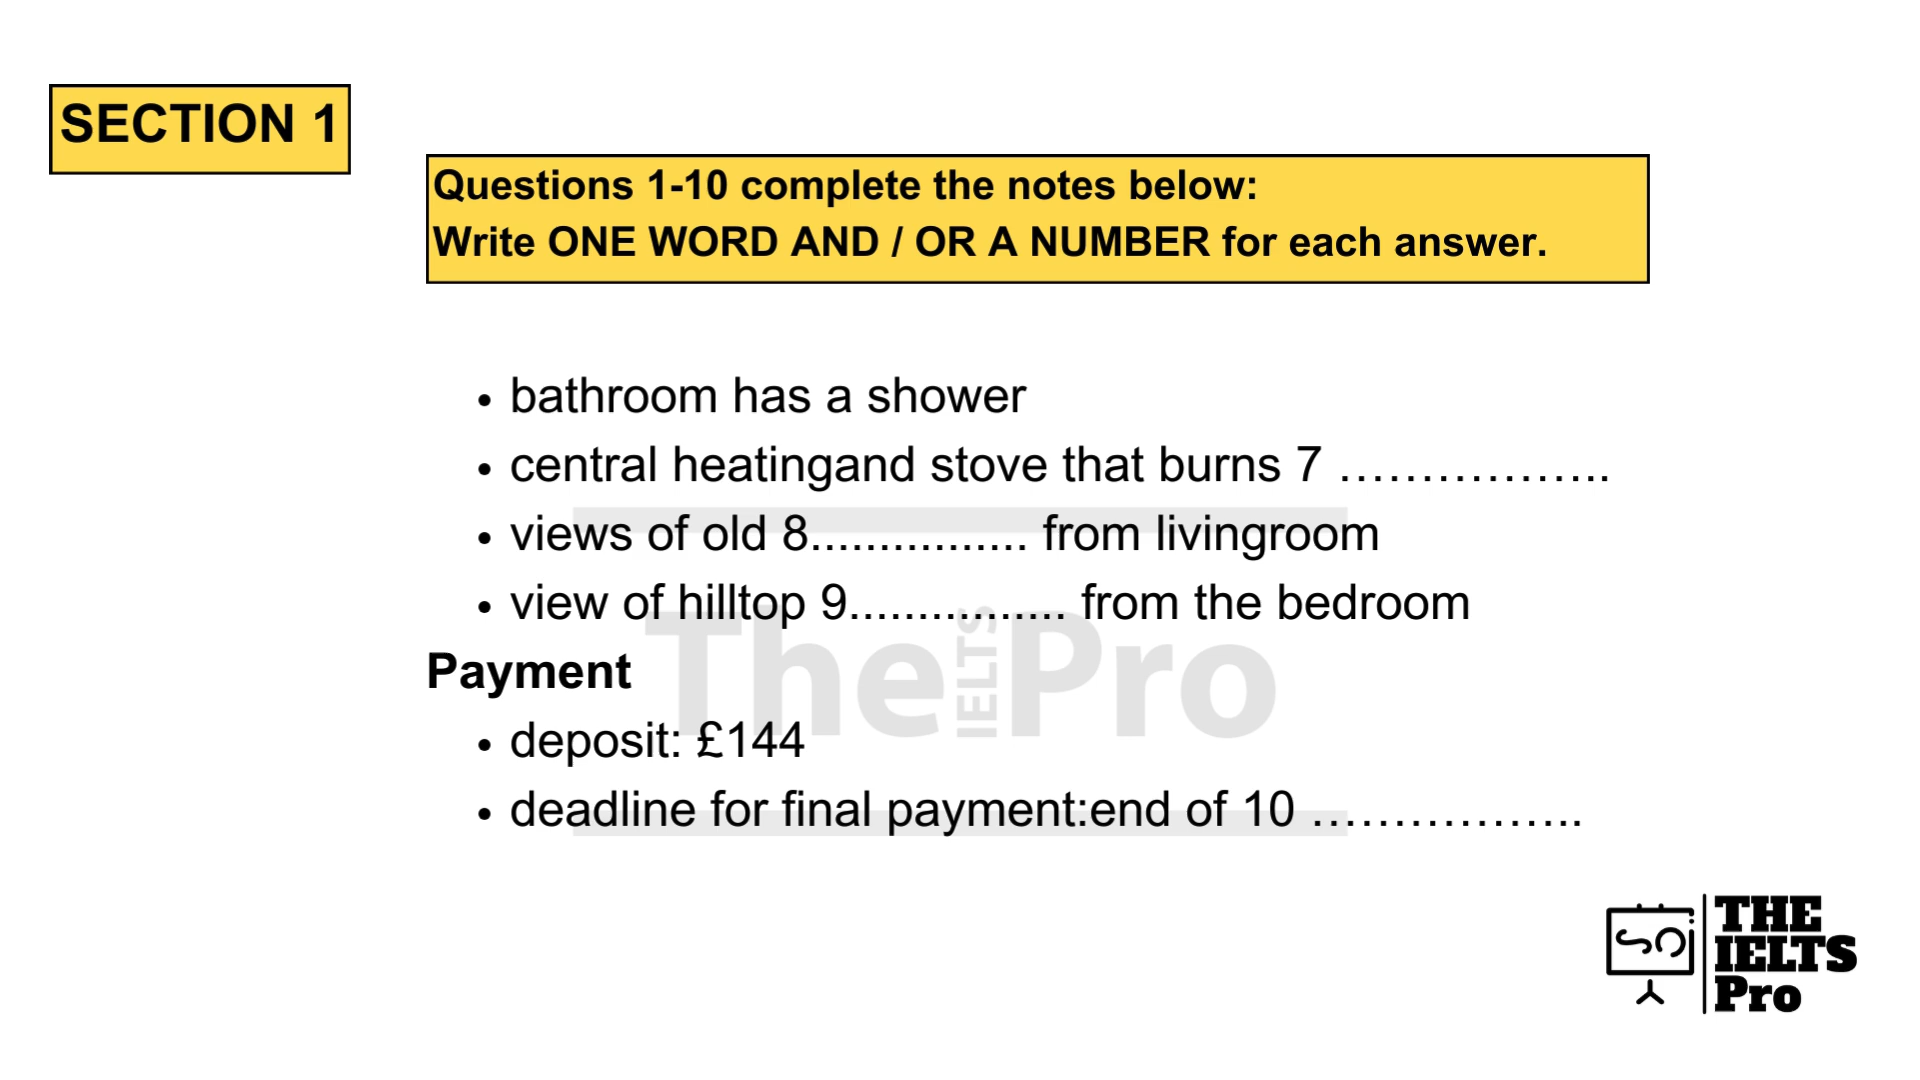 SECTION 1
Questions 1-10 complete the notes below:
Write ONE WORD AND / OR A NUMBER for each answer.
• bathroom has a shower
• central heatingand stove that burns 7 ……………..
• views of old 8................ from livingroom
• view of hilltop 9................ from the bedroom
Payment
• deposit: £144
• deadline for final payment:end of 10 ……………..
The IELTS Pro
THE
IELTS
Pro